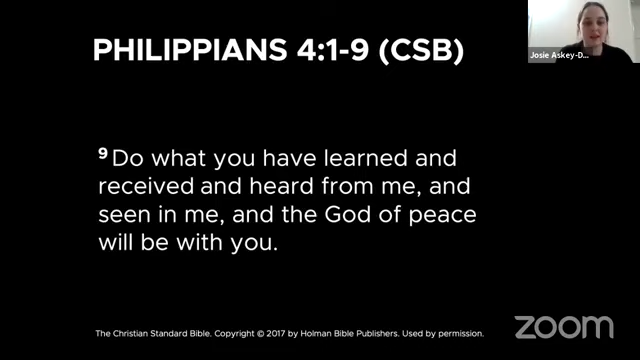 PHILIPPIANS 4:1-9 (CSB)
Josie Askey-D...
9 Do what you have learned and
received and heard from me, and
seen in me, and the God of peace
will be with you.
The Christian Standard Bible. Copyright © 2017 by Holman Bible Publishers. Used by permission.
zoom